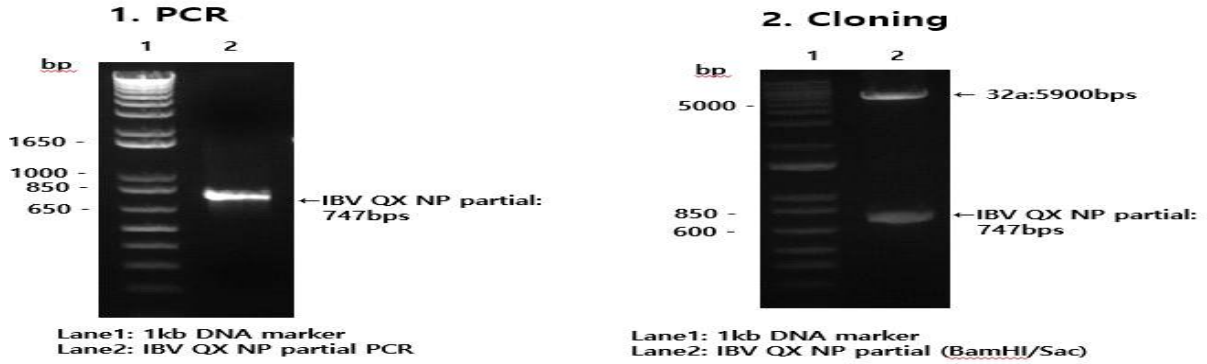 1. PCR
1 2
bp
1650 -
1000 -
850 -
650 -
←IBV QX NP partial:
747bps
Lane1: 1kb DNA marker
Lane2: IBV QX NP partial PCR
2. Cloning
1 2
bp
5000 -
← 32a:5900bps
850 -
600 -
←IBV QX NP partial:
747bps
Lane1: 1kb DNA marker
Lane2: IBV QX NP partial (BamHI/Sac)